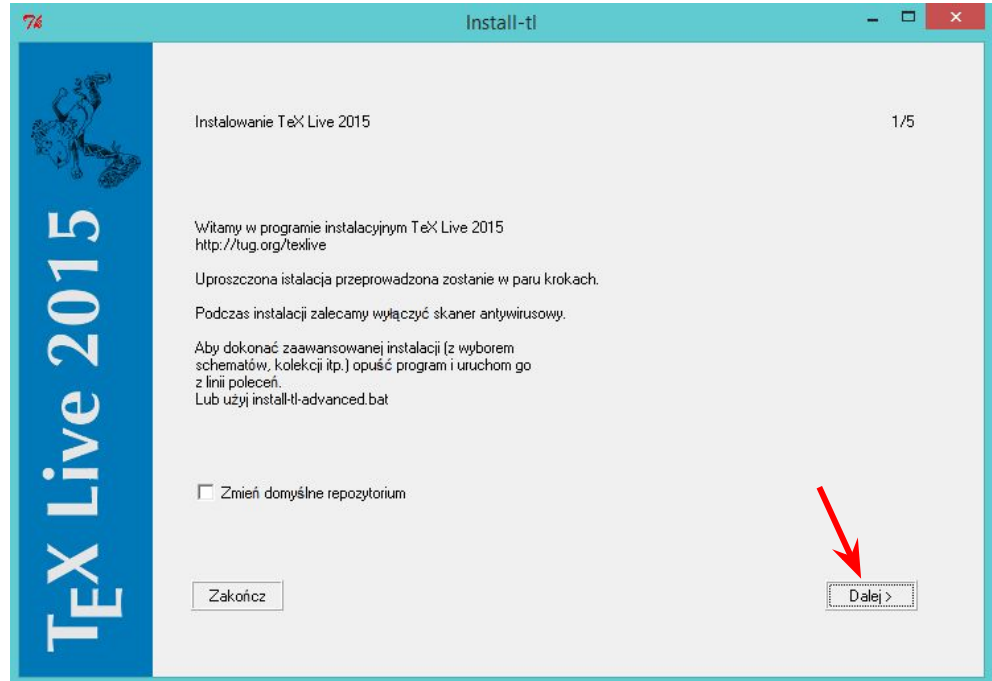 Install-tl
TeX Live 2015
Instalowanie TeX Live 2015
1/5
Witamy w programie instalacyjnym TeX Live 2015
http://tug.org/texlive
Uproszczona istalacja przeprowadzona zostanie w paru krokach.
Podczas instalacji zalecamy wyłączyć skaner antywirusowy.
Aby dokonać zaawansowanej instalacji (z wyborem
schematów, kolekcji itp.) opuść program i uruchom go
z linii poleceń.
Lub użyj install-tl-advanced.bat
Zmień domyślne repozytorium
Zakończ
Dalej >